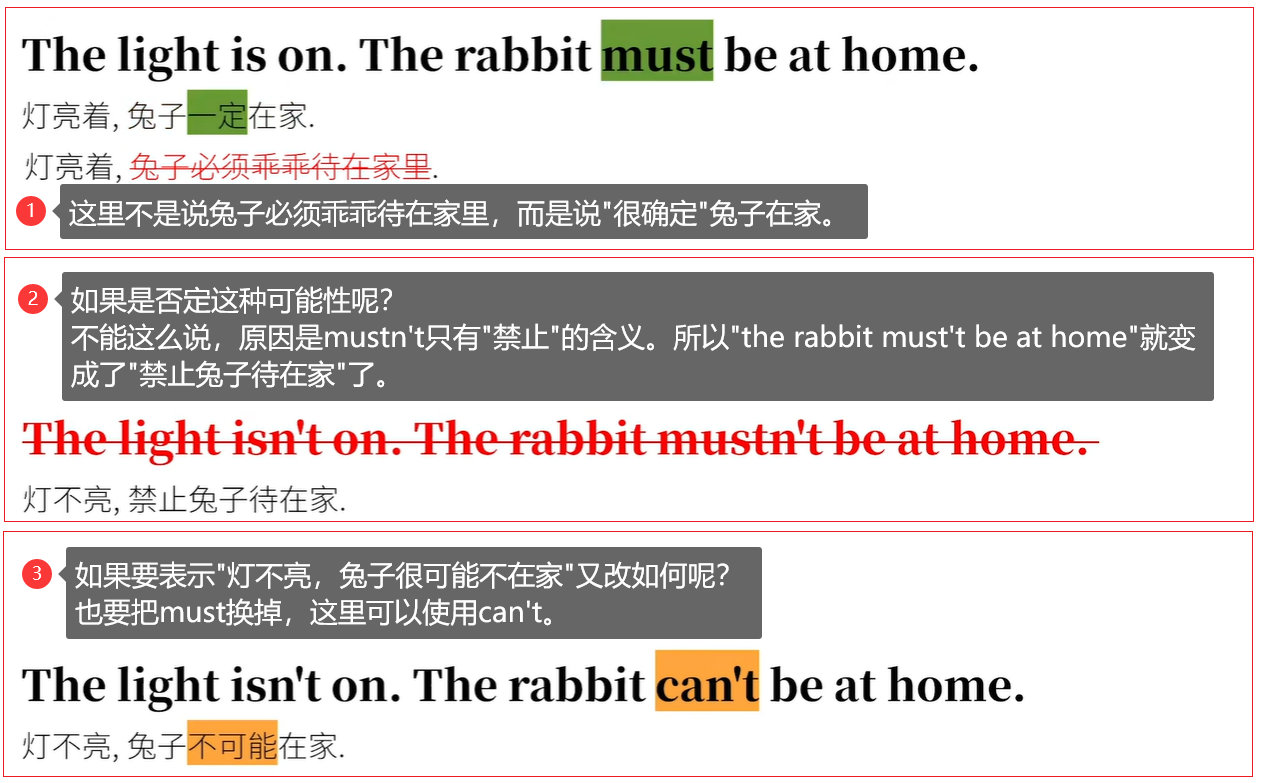 The light is on. The rabbit must be at home.
灯亮着, 兔子一定在家.
灯亮着, 兔子必须乖乖待在家里.
1 这里不是说兔子必须乖乖待在家里，而是说"很确定"兔子在家。
2 如果是否定这种可能性呢？
不能这么说，原因是mustn't只有"禁止"的含义。所以"the rabbit must't be at home"就变
成了"禁止兔子待在家"了。
The light isn't on. The rabbit mustn't be at home.
灯不亮, 禁止兔子待在家.
3 如果要表示"灯不亮，兔子很可能不在家"又改如何呢？
也要把must换掉，这里可以使用can't。
The light isn't on. The rabbit can't be at home.
灯不亮, 兔子不可能在家.